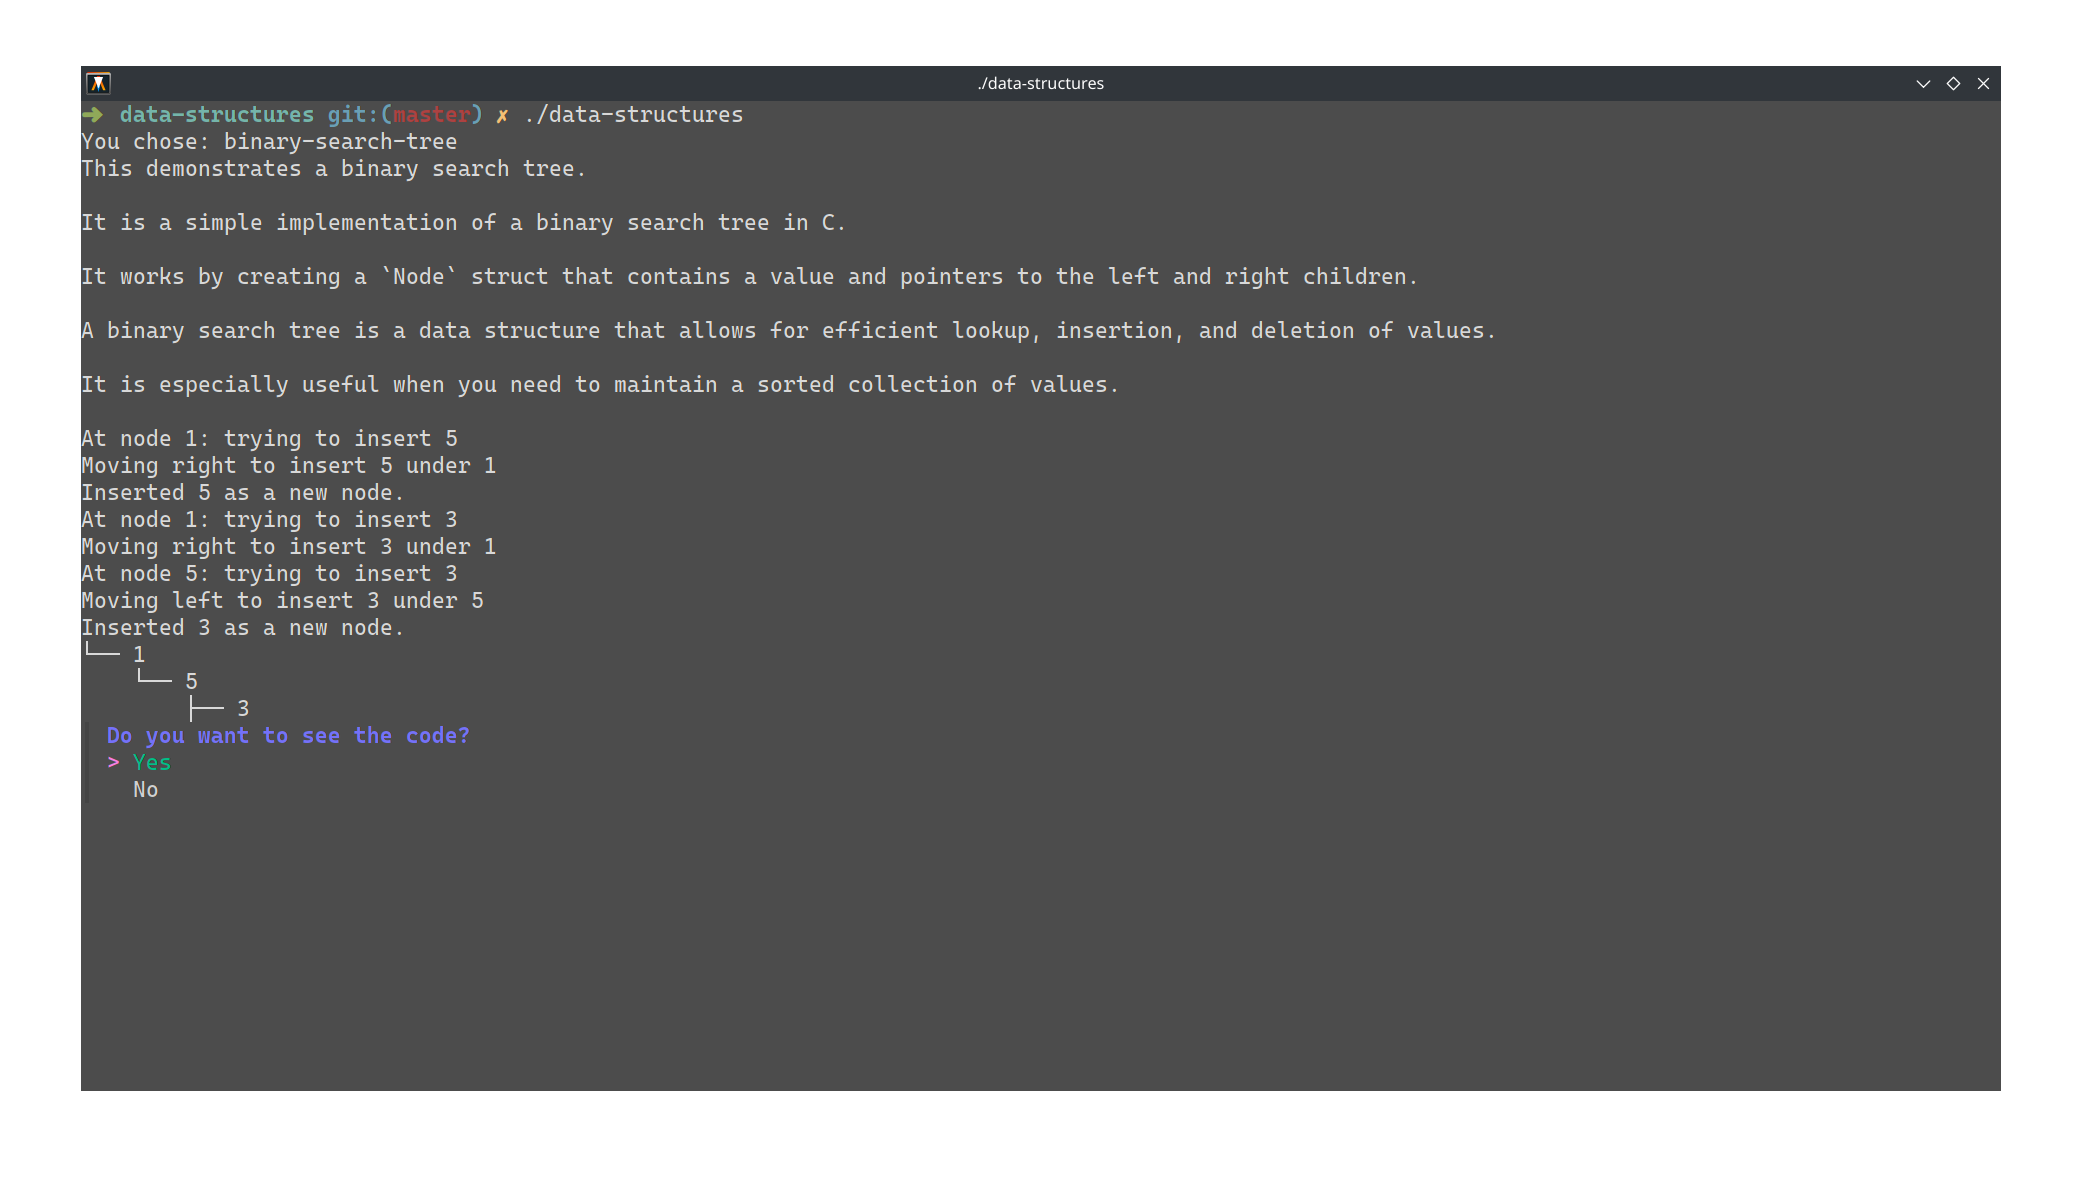 ./data-structures
➜ data-structures git:(master) ✗ ./data-structures
You chose: binary-search-tree
This demonstrates a binary search tree.
It is a simple implementation of a binary search tree in C.
It works by creating a `Node` struct that contains a value and pointers to the left and right children.
A binary search tree is a data structure that allows for efficient lookup, insertion, and deletion of values.
It is especially useful when you need to maintain a sorted collection of values.
At node 1: trying to insert 5
Moving right to insert 5 under 1
Inserted 5 as a new node.
At node 1: trying to insert 3
Moving right to insert 3 under 1
At node 5: trying to insert 3
Moving left to insert 3 under 5
Inserted 3 as a new node.
└── 1
    └── 5
        ├── 3
Do you want to see the code?
> Yes
No